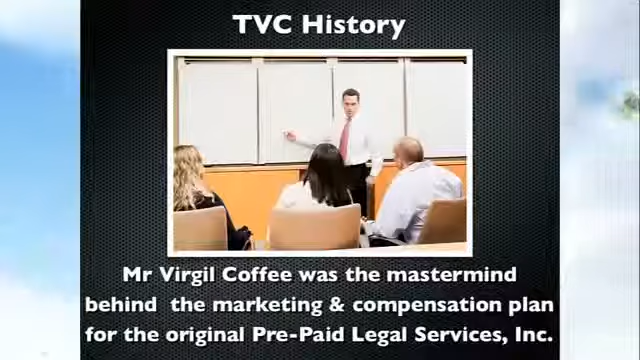 TVC History
Mr Virgil Coffee was the mastermind
behind the marketing & compensation plan
for the original Pre-Paid Legal Services, Inc.